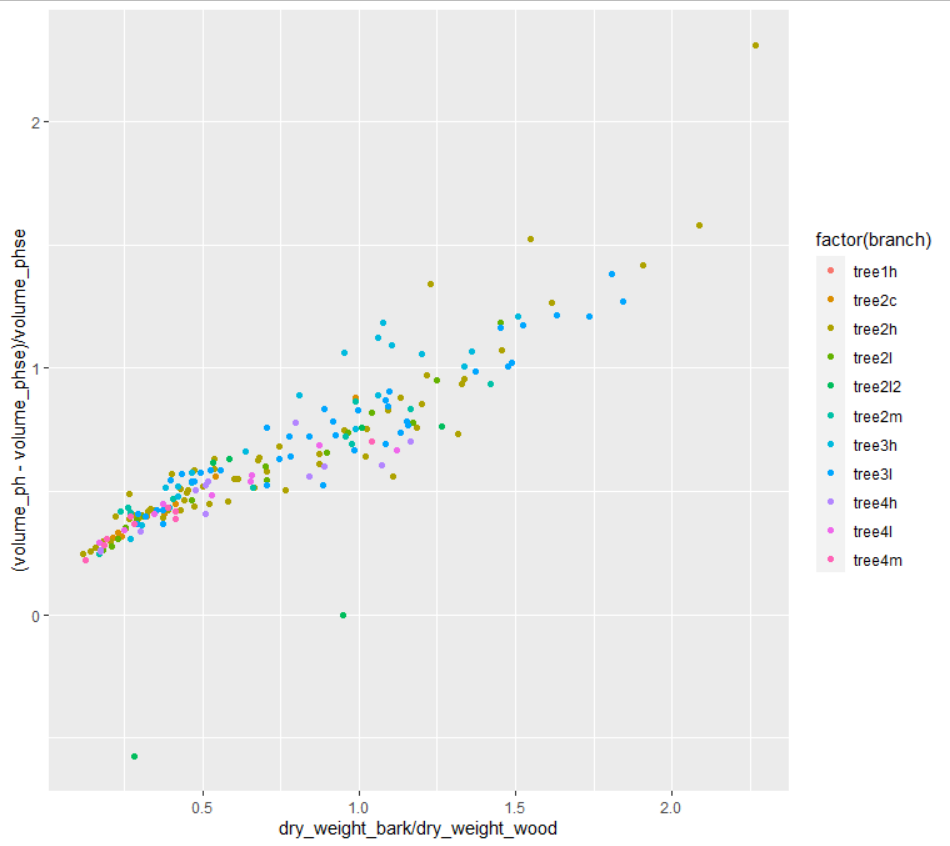 (volume_ph - volume_phse)/volume_phse
2
1
0
0.5
1.0
1.5
2.0
dry_weight_bark/dry_weight_wood
factor(branch)
tree1h
tree2c
tree2h
tree2l
tree2l2
tree2m
tree3h
tree3l
tree4h
tree4l
tree4m